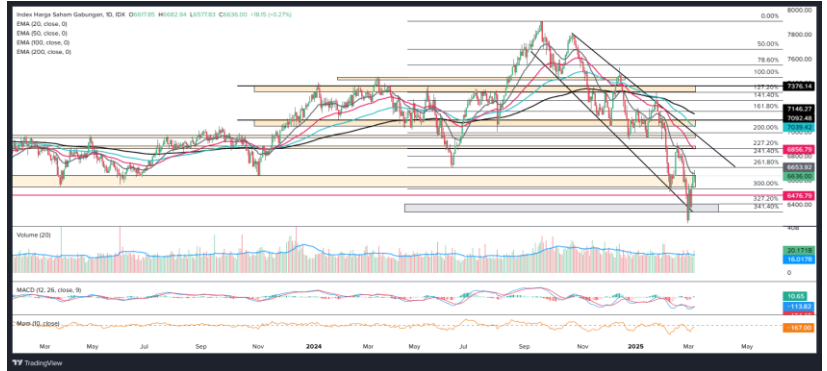 Index Harga Saham Gabungan, 1D, IDX O6617.85 H6682.84 L6577.83 C6636.00 −18.15 (−0.27%)
EMA (20, close, 0)
EMA (50, close, 0)
EMA (100, close, 0)
EMA (200, close, 0)
0.00%
50.00%
78.60%
100.00%
127.20%
141.40%
161.80%
200.00%
227.20%
241.40%
261.80%
300.00%
327.20%
341.40%
8000.00
7800.00
7600.00
7376.14
7146.27
7092.48
7039.42
6856.79
6800.00
6653.92
6636.00
6476.79
6400.00
Volume (20)
40B
20.171B
16.017B
0
MACD (12, 26, close, 9)
10.65
−113.82
Mom (10, close)
−167.00
Mar
May
Jul
Sep
Nov
2024
Mar
May
Jul
Sep
Nov
2025
Mar
May
TradingView